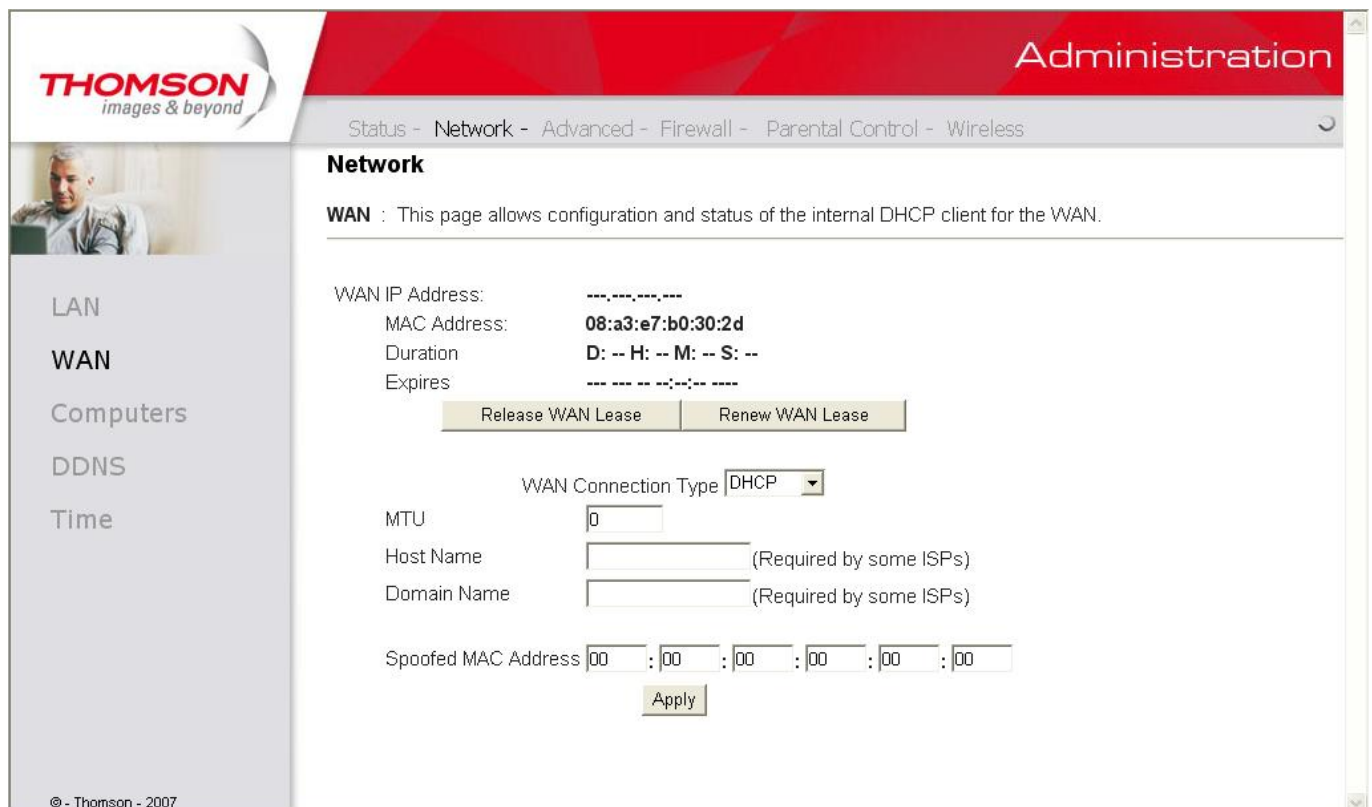 THOMSON
images & beyond
Administration
Status - Network - Advanced - Firewall - Parental Control - Wireless
Network
WAN : This page allows configuration and status of the internal DHCP client for the WAN.
LAN
WAN
Computers
DDNS
Time
WAN IP Address: ---.---.---.---
MAC Address: 08:a3:e7:b0:30:2d
Duration D: -- H: -- M: -- S: --
Expires --- --- -- --:--:-- ----
Release WAN Lease Renew WAN Lease
WAN Connection Type DHCP
MTU 0
Host Name (Required by some ISPs)
Domain Name (Required by some ISPs)
Spoofed MAC Address 00 : 00 : 00 : 00 : 00 : 00
Apply
© - Thomson - 2007